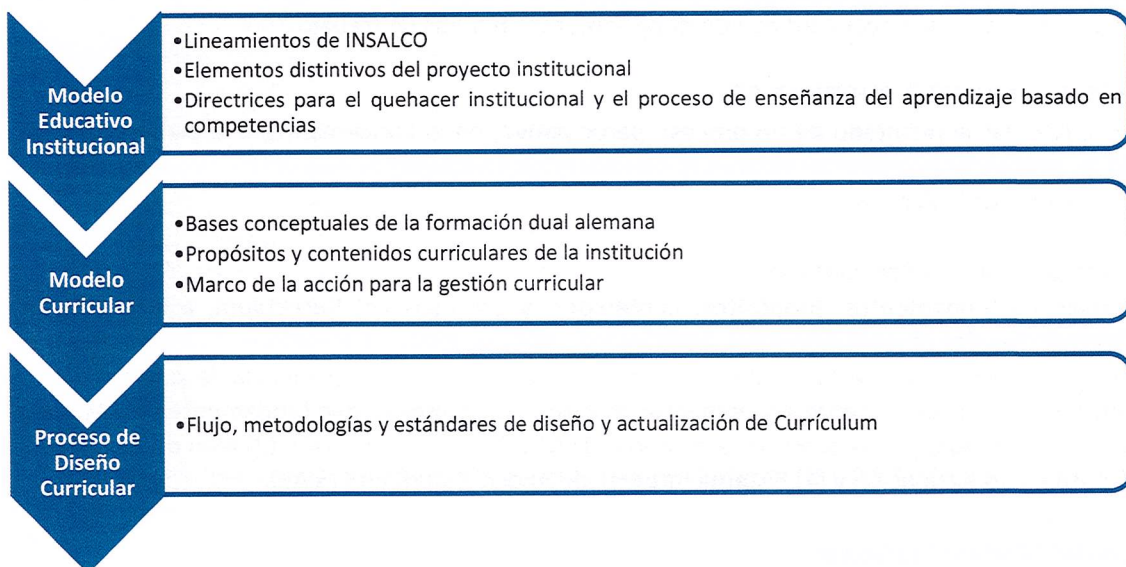 Modelo
Educativo
Institucional
•Lineamientos de INSALCO
•Elementos distintivos del proyecto institucional
•Directrices para el quehacer institucional y el proceso de enseñanza del aprendizaje basado en
competencias
Modelo
Curricular
•Bases conceptuales de la formación dual alemana
•Propósitos y contenidos curriculares de la institución
•Marco de la acción para la gestión curricular
Proceso de
Diseño
Curricular
•Flujo, metodologías y estándares de diseño y actualización de Currículum